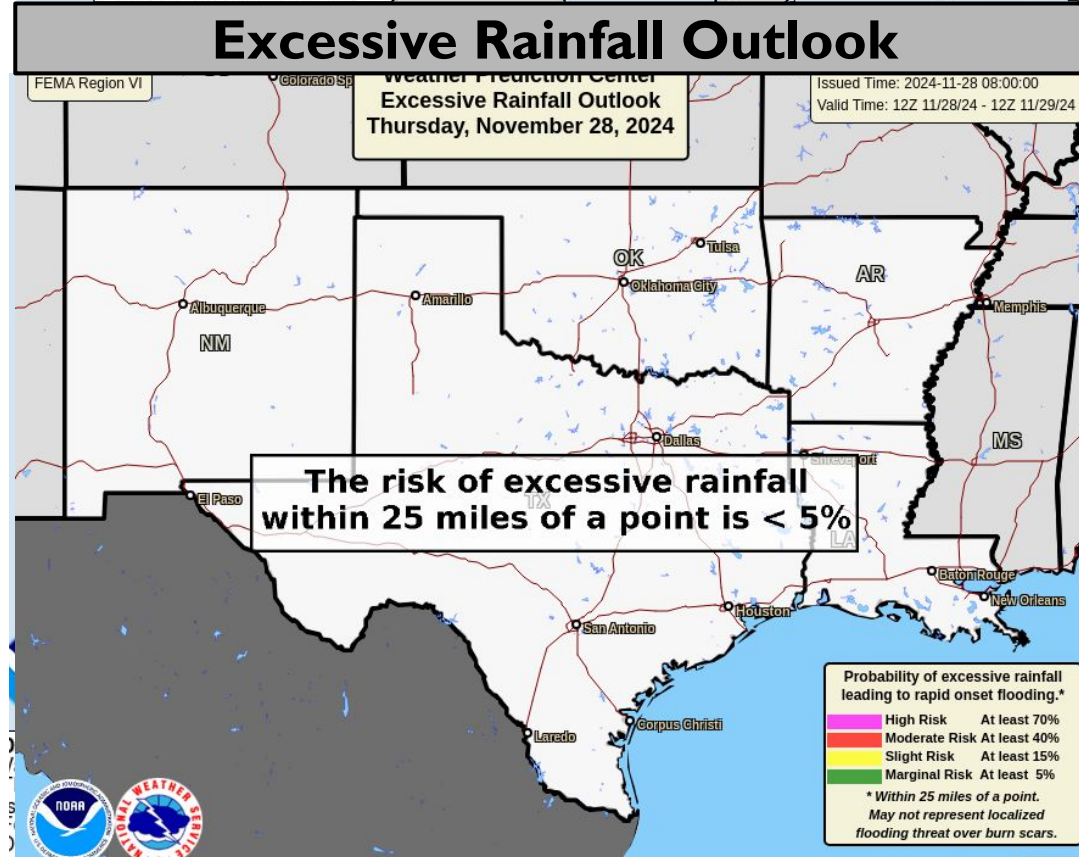 Excessive Rainfall Outlook
FEMA Region VI
Colorado Sp
Weather Prediction Center
Excessive Rainfall Outlook
Thursday, November 28, 2024
Issued Time: 2024-11-28 08:00:00
Valid Time: 12Z 11/28/24 - 12Z 11/29/24
Tulsa
OK
AR
Oklahoma City
Amarillo
Albuquerque
Memphis
NM
Dallas
MS
Shreveport
The risk of excessive rainfall
within 25 miles of a point is < 5%
TX
El Paso
LA
Baton Rouge
New Orleans
Houston
San Antonio
Corpus Christi
Laredo
Probability of excessive rainfall
leading to rapid onset flooding.*
High Risk At least 70%
Moderate Risk At least 40%
Slight Risk At least 15%
Marginal Risk At least 5%
* Within 25 miles of a point.
May not represent localized
flooding threat over burn scars.
NOAA
NATIONAL WEATHER SERVICE